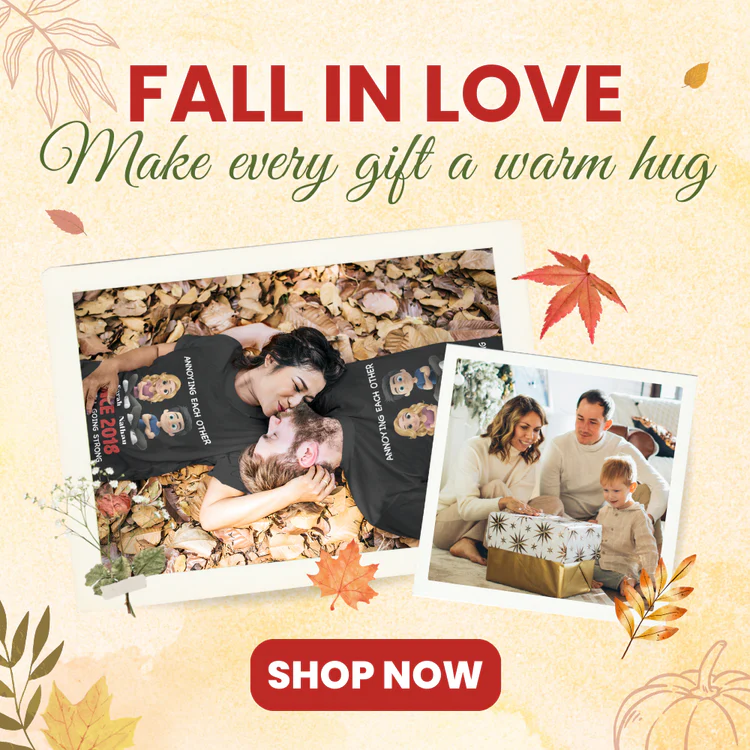 FALL IN LOVE
Make every gift a warm hug
ANNOYING EACH OTHER
Nathan
2018
GOING STRONG
ANNOYING EACH OTHER
SHOP NOW